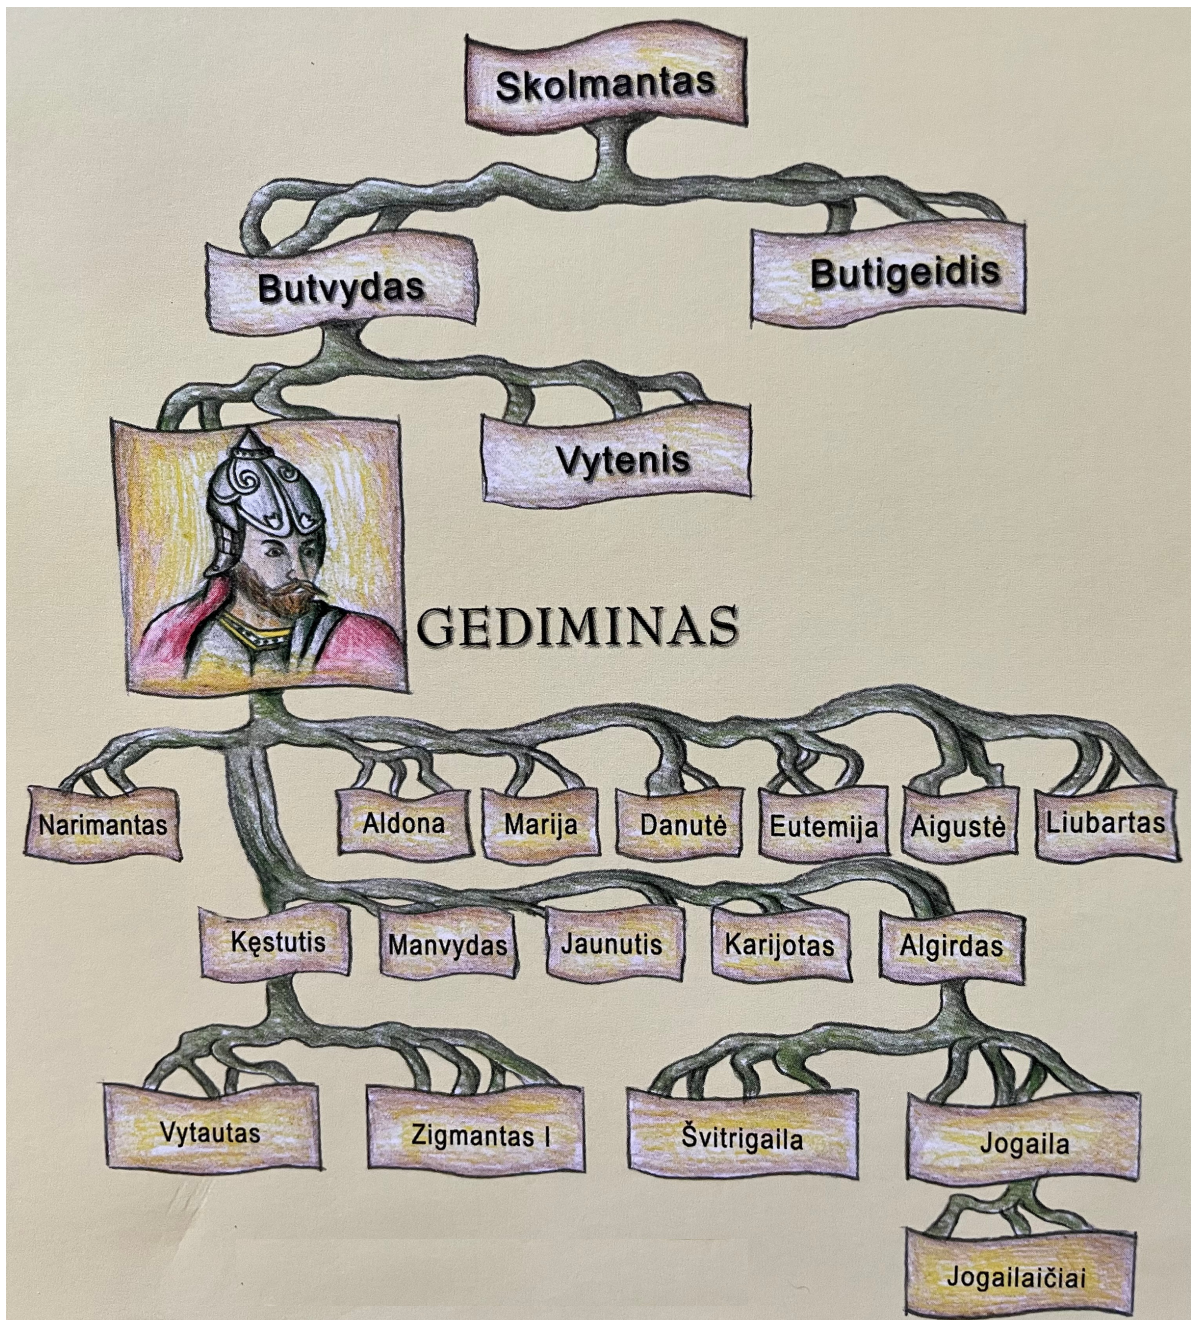 Skolmantas
Butvydas
Butigeidis
Vytenis
GEDIMINAS
Narimantas
Aldona
Marija
Danutė
Eutemija
Aigustė
Liubartas
Kęstutis
Manvydas
Jaunutis
Karijotas
Algirdas
Vytautas
Zigmantas I
Švitrigaila
Jogaila
Jogailaičiai